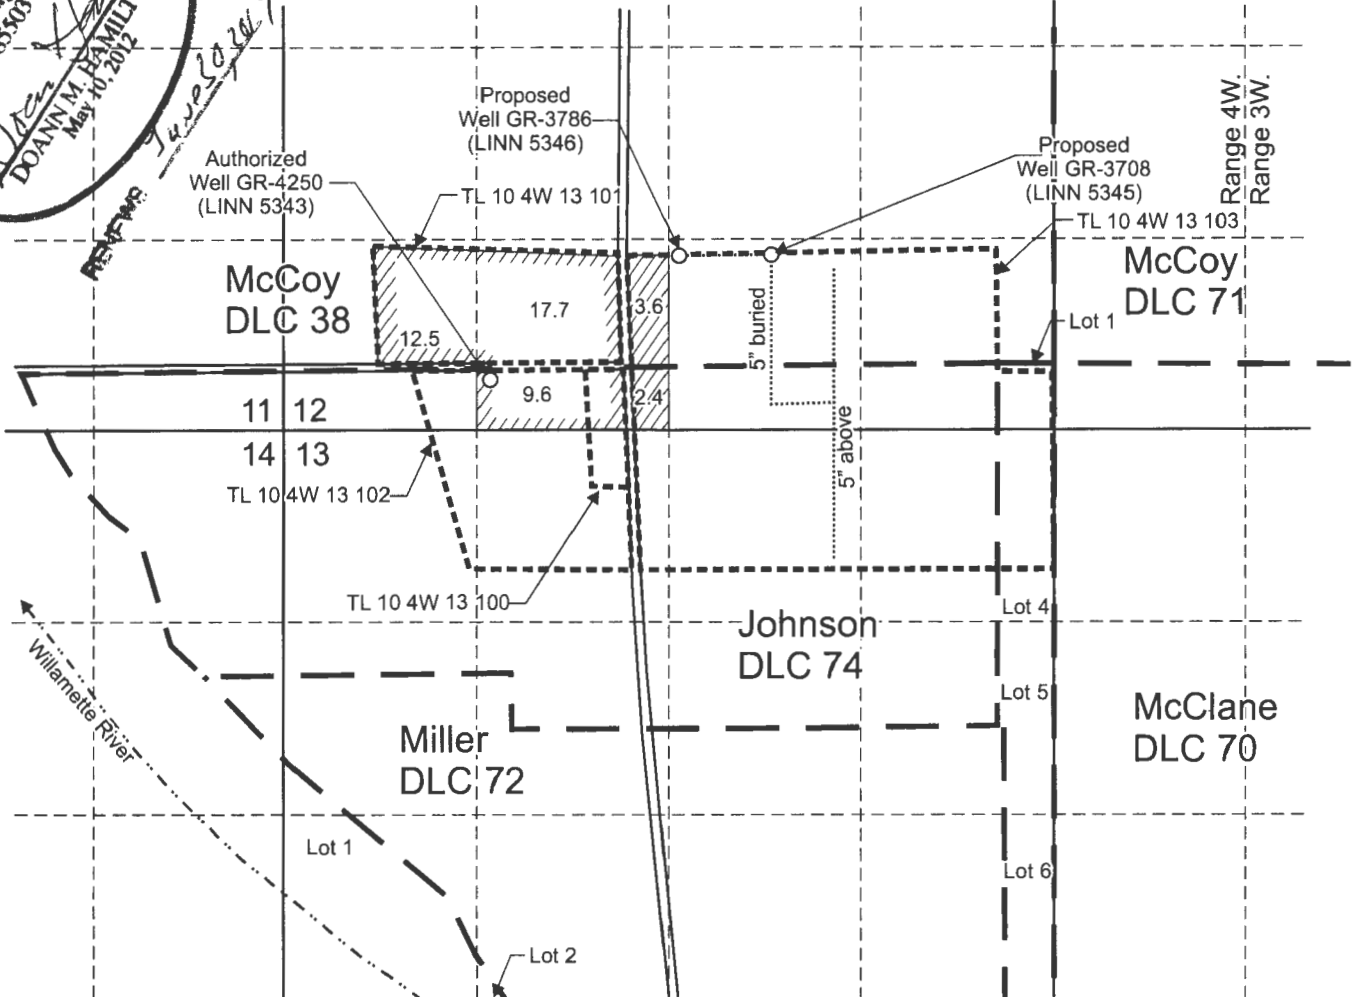 65503
DOANN M. HAMILT
May 10, 2012
RENEWS
Proposed
Well GR-3786
(LINN 5346)
Range 4W.
Range 3W.
Authorized
Well GR-4250
(LINN 5343)
Proposed
Well GR-3708
(LINN 5345)
TL 10 4W 13 101
TL 10 4W 13 103
McCoy
DLC 38
McCoy
DLC 71
17.7
3.6
12.5
5" buried
Lot 1
9.6
2.4
11
12
14
13
5" above
TL 10 4W 13 102
TL 10 4W 13 100
Lot 4
Johnson
DLC 74
Willamette River
Lot 5
McClane
DLC 70
Miller
DLC 72
Lot 1
Lot 6
Lot 2